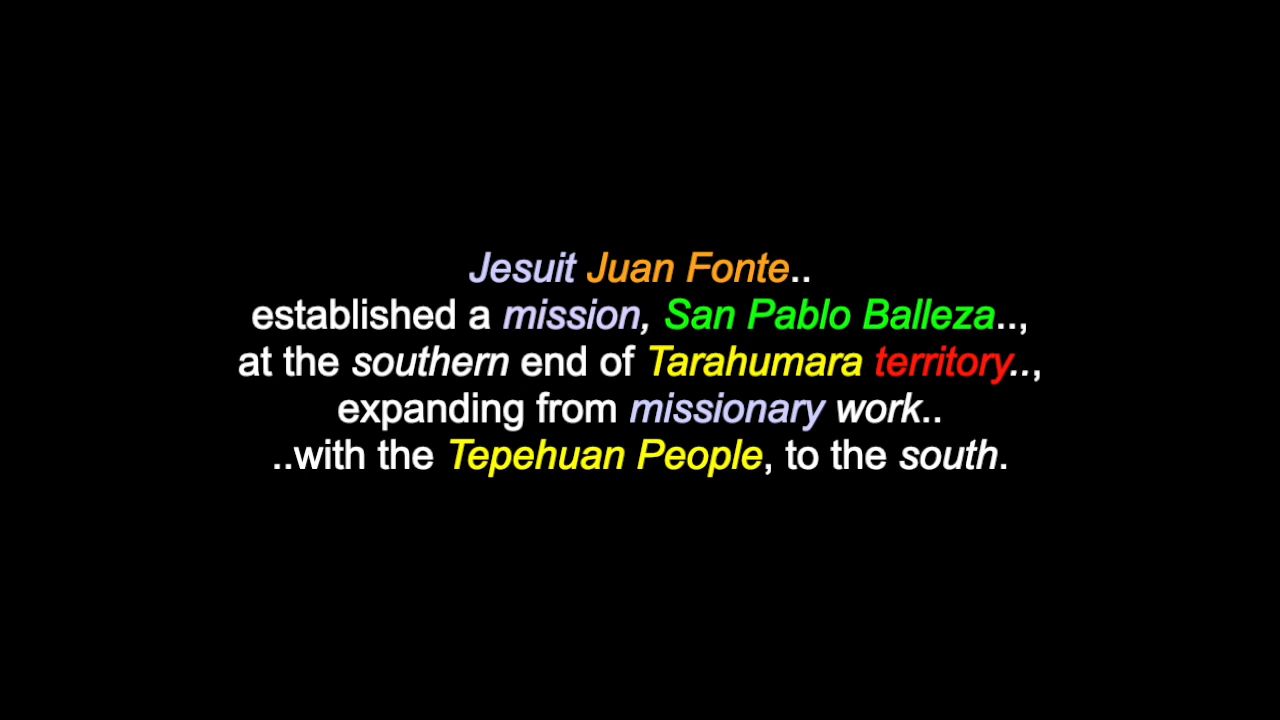 Jesuit Juan Fonte..
established a mission, San Pablo Balleza..,
at the southern end of Tarahumara territory..,
expanding from missionary work..
..with the Tepehuan People, to the south.